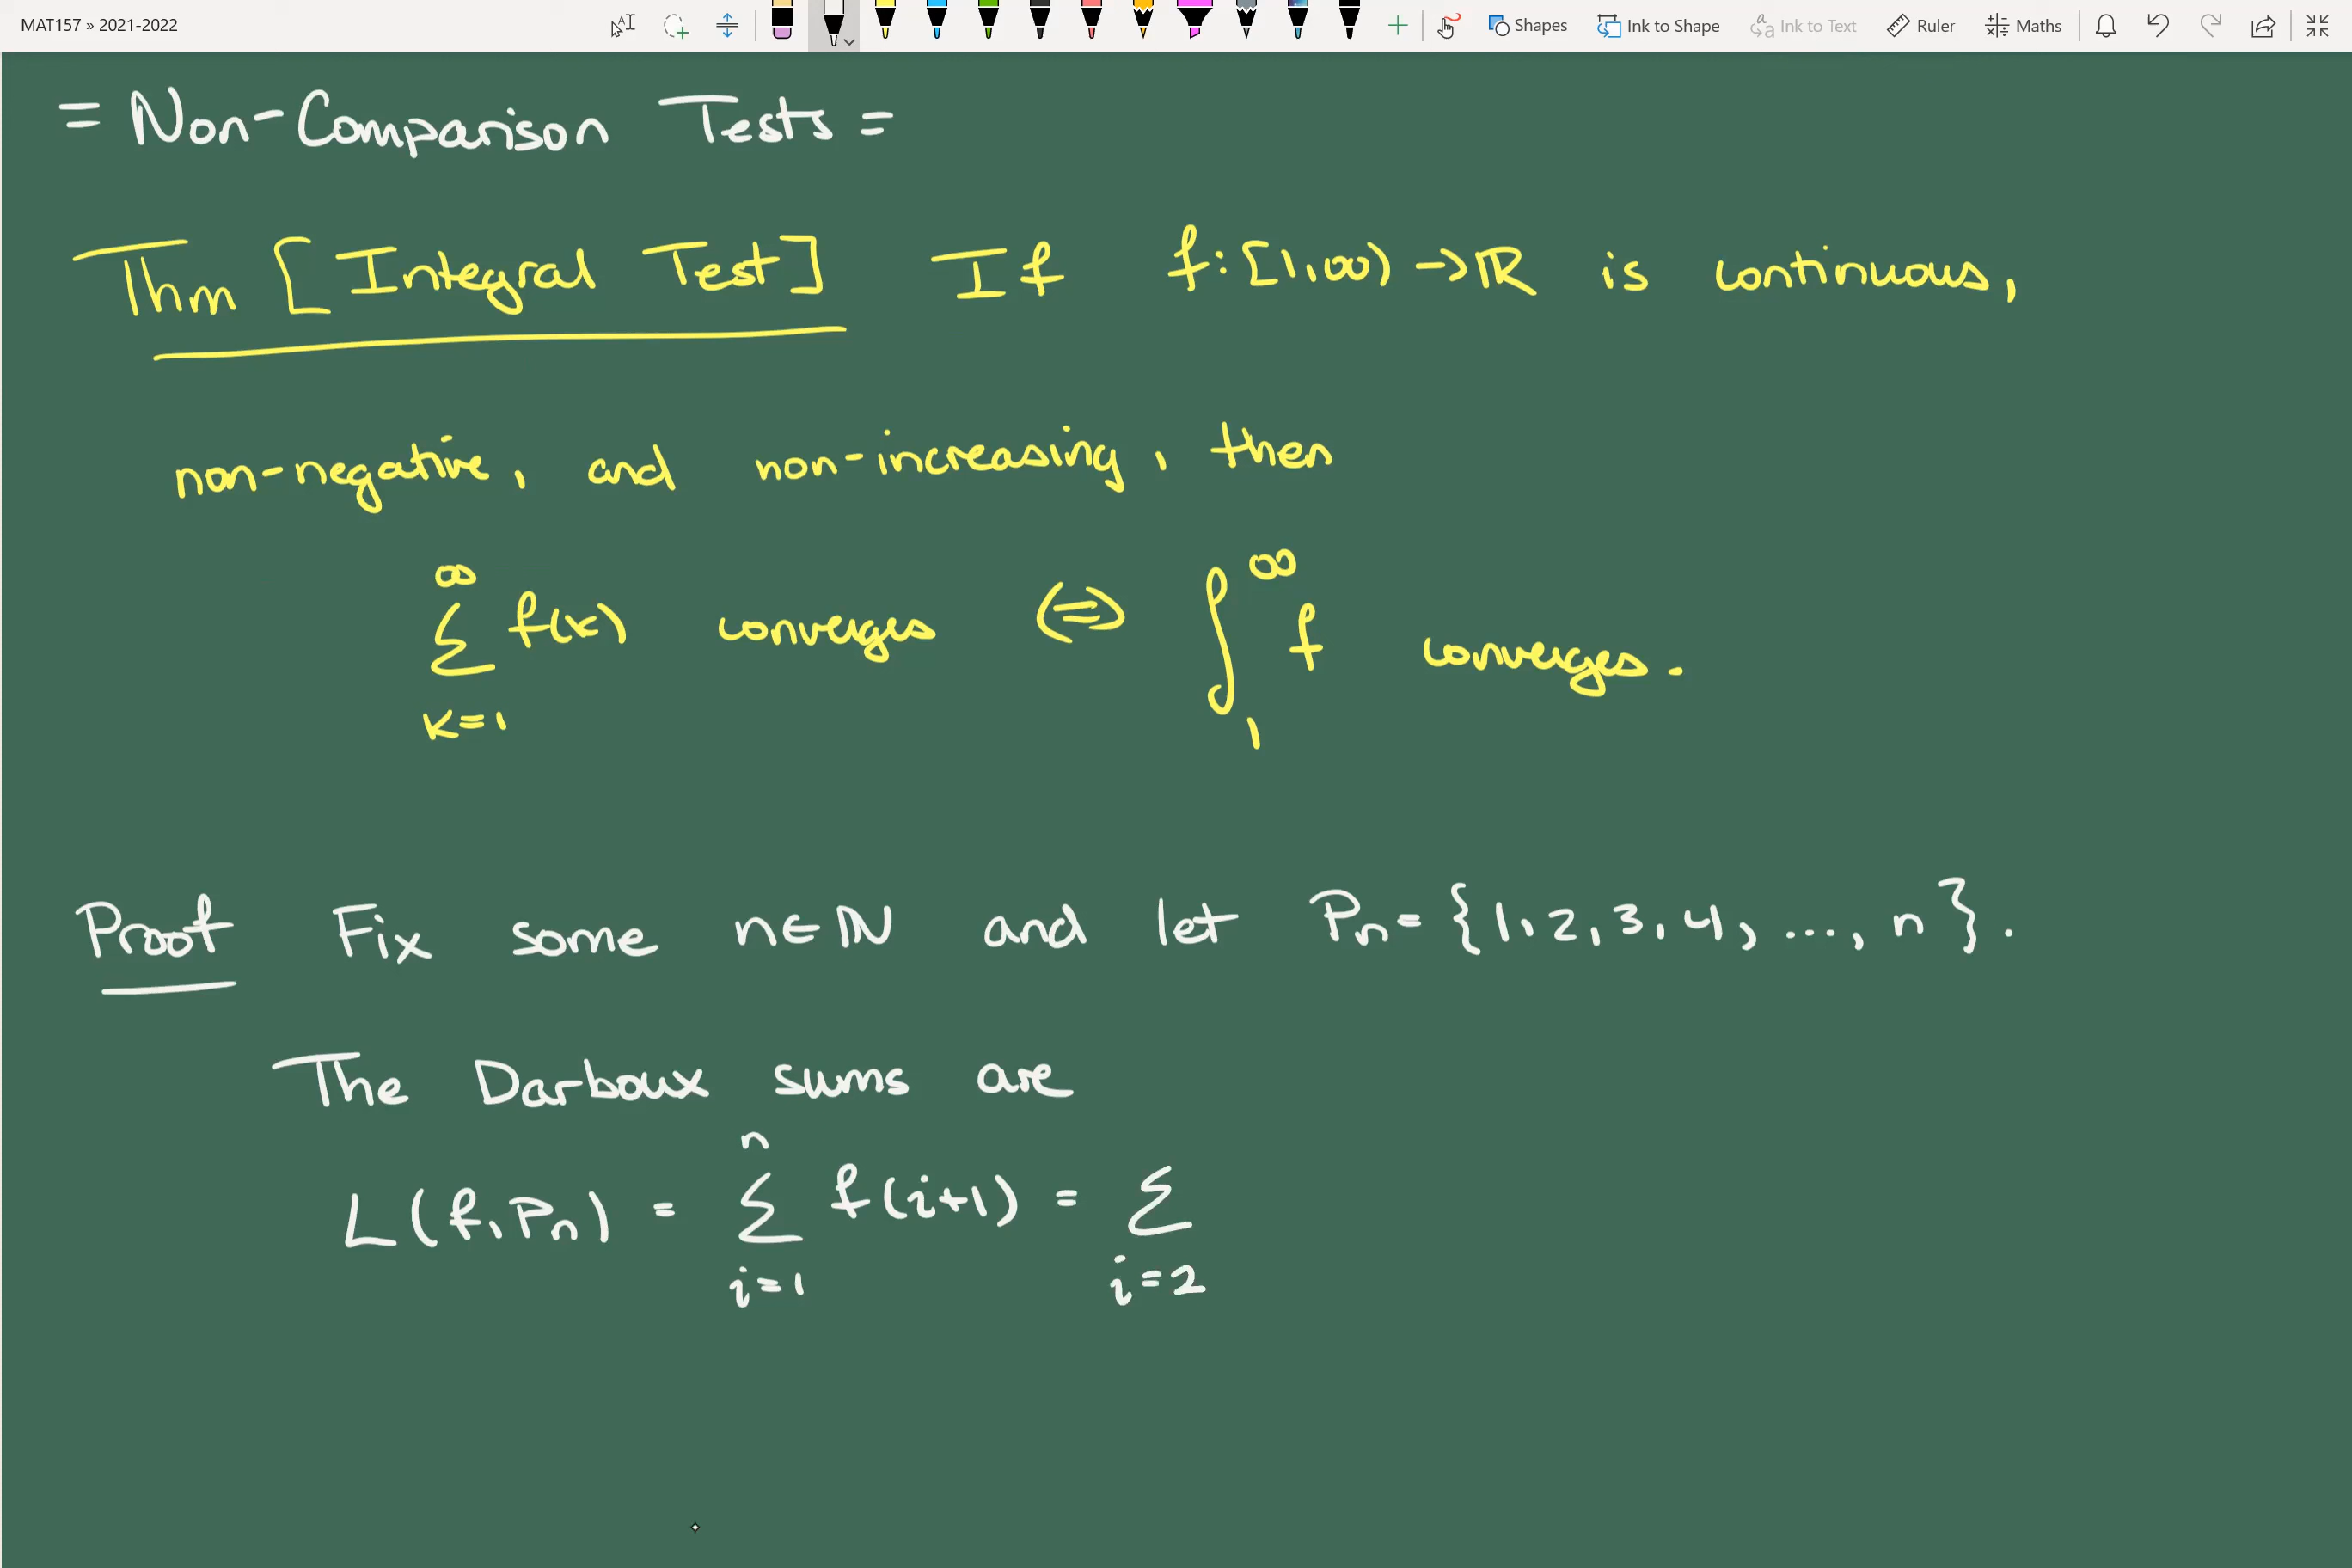 MAT157 » 2021-2022
Shapes Ink to Shape Ink to Text Ruler Maths
= Non-Comparison Tests =
Thm [Integral Test] If f: [1,∞) → ℝ is continuous,
non-negative, and non-increasing, then
∞
∑ f(k) converges (⇔) ∫₁^∞ f converges.
k=1
Proof Fix some n∈ℕ and let Pₙ = {1,2,3,4, ..., n}.
The Darboux sums are
n
L(f,Pₙ) = ∑ f(i+1) = ∑
i=1 i=2